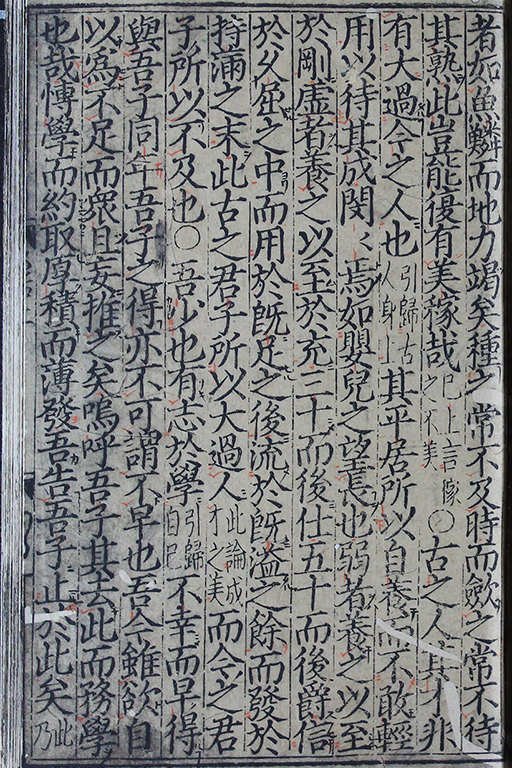 者如魚鱗而地力竭矣種之常不及時而斂之常不待
其熟此豈能復有美稼哉已上言稼之不美○古之人其才非
有大過今之人也引歸古人身上其平居所以自養而不敢輕
用以待其成閔〻焉如嬰兒之望長也弱者養之以至
於剛虛者養之以至於充三十而後仕五十而後爵信
於久屈之中而用於旣足之後流於旣溢之餘而發於
持滿之末此古之君子所以大過人此論成才之美而今之君
子所以不及也○吾少也有志於學引歸自己不幸而早得
與吾子同年吾子之得亦不可謂不早也吾今雖欲自
以爲不足而衆且妄推之矣嗚呼吾子其去此而務學
也哉博學而約取厚積而薄發吾告吾子止於此矣此乃